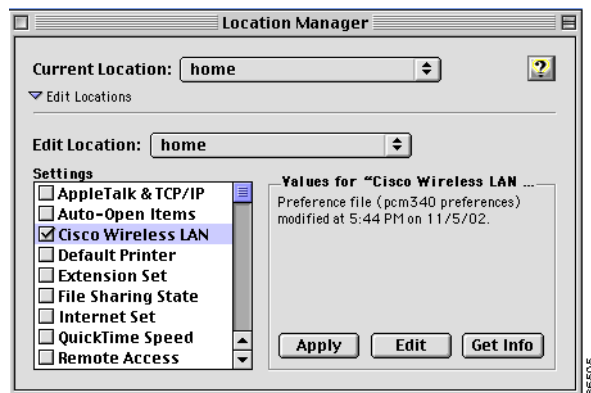 Location Manager
Current Location: home
?
Edit Locations
Edit Location: home
Settings
AppleTalk & TCP/IP
Auto-Open Items
Cisco Wireless LAN
Default Printer
Extension Set
File Sharing State
Internet Set
QuickTime Speed
Remote Access
Values for “Cisco Wireless LAN ...
Preference file (pcm340 preferences)
modified at 5:44 PM on 11/5/02.
Apply Edit Get Info